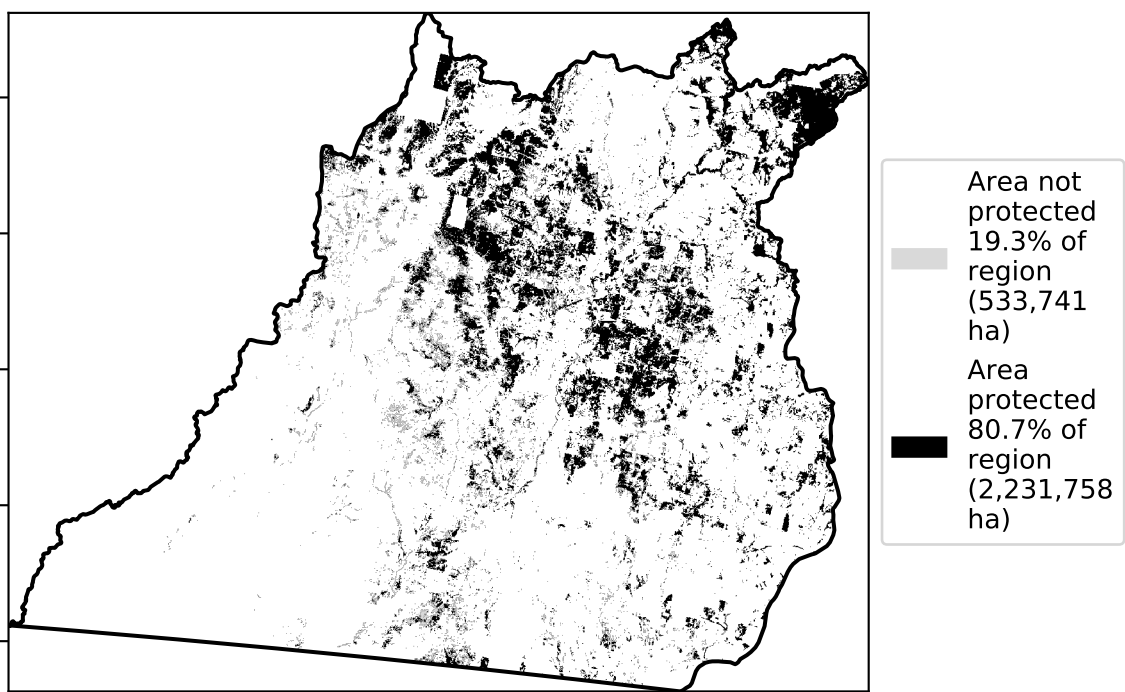 Area not
protected
19.3% of
region
(533,741
ha)
Area
protected
80.7% of
region
(2,231,758
ha)